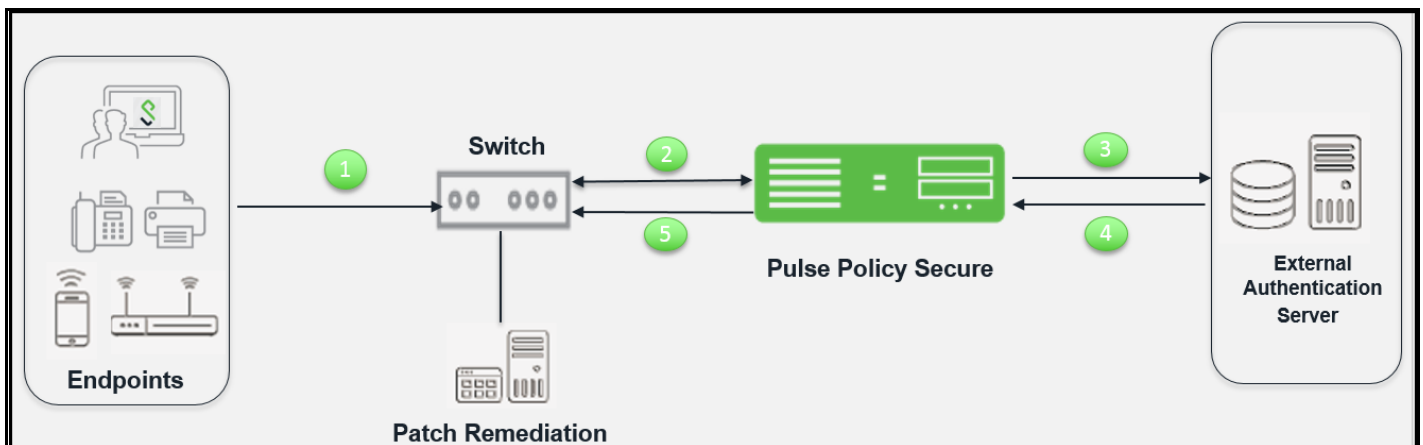 Switch
1
2
3
5
4
Pulse Policy Secure
External
Authentication
Server
Endpoints
Patch Remediation